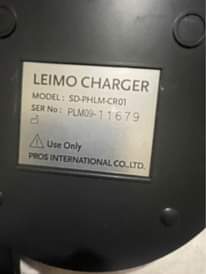 LEIMO CHARGER
MODEL : SD-PHLM-CR01
SER No : PLM09-11679
Use Only
PROS INTERNATIONAL CO.,LTD.